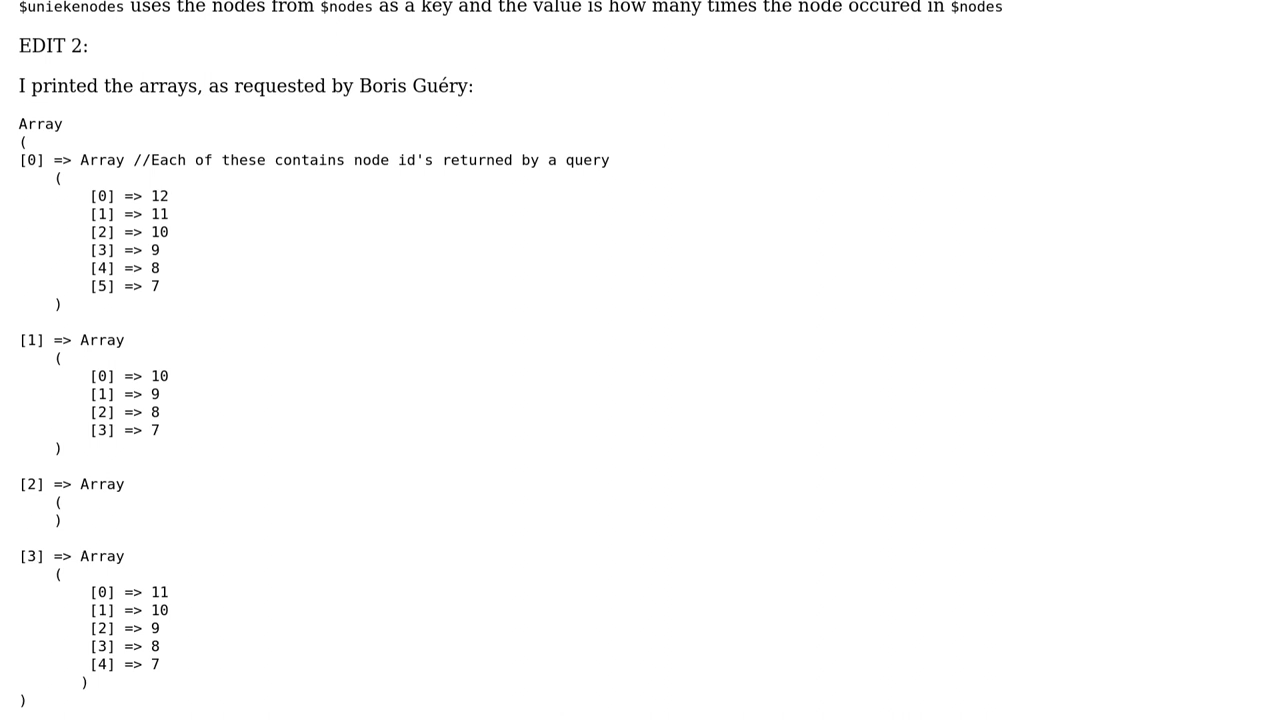 $uniekenodes uses the nodes from $nodes as a key and the value is how many times the node occured in $nodes
EDIT 2:
I printed the arrays, as requested by Boris Guéry:
Array
(
[0] => Array //Each of these contains node id's returned by a query
    (
        [0] => 12
        [1] => 11
        [2] => 10
        [3] => 9
        [4] => 8
        [5] => 7
    )
[1] => Array
    (
        [0] => 10
        [1] => 9
        [2] => 8
        [3] => 7
    )
[2] => Array
    (
    )
[3] => Array
    (
        [0] => 11
        [1] => 10
        [2] => 9
        [3] => 8
        [4] => 7
       )
)